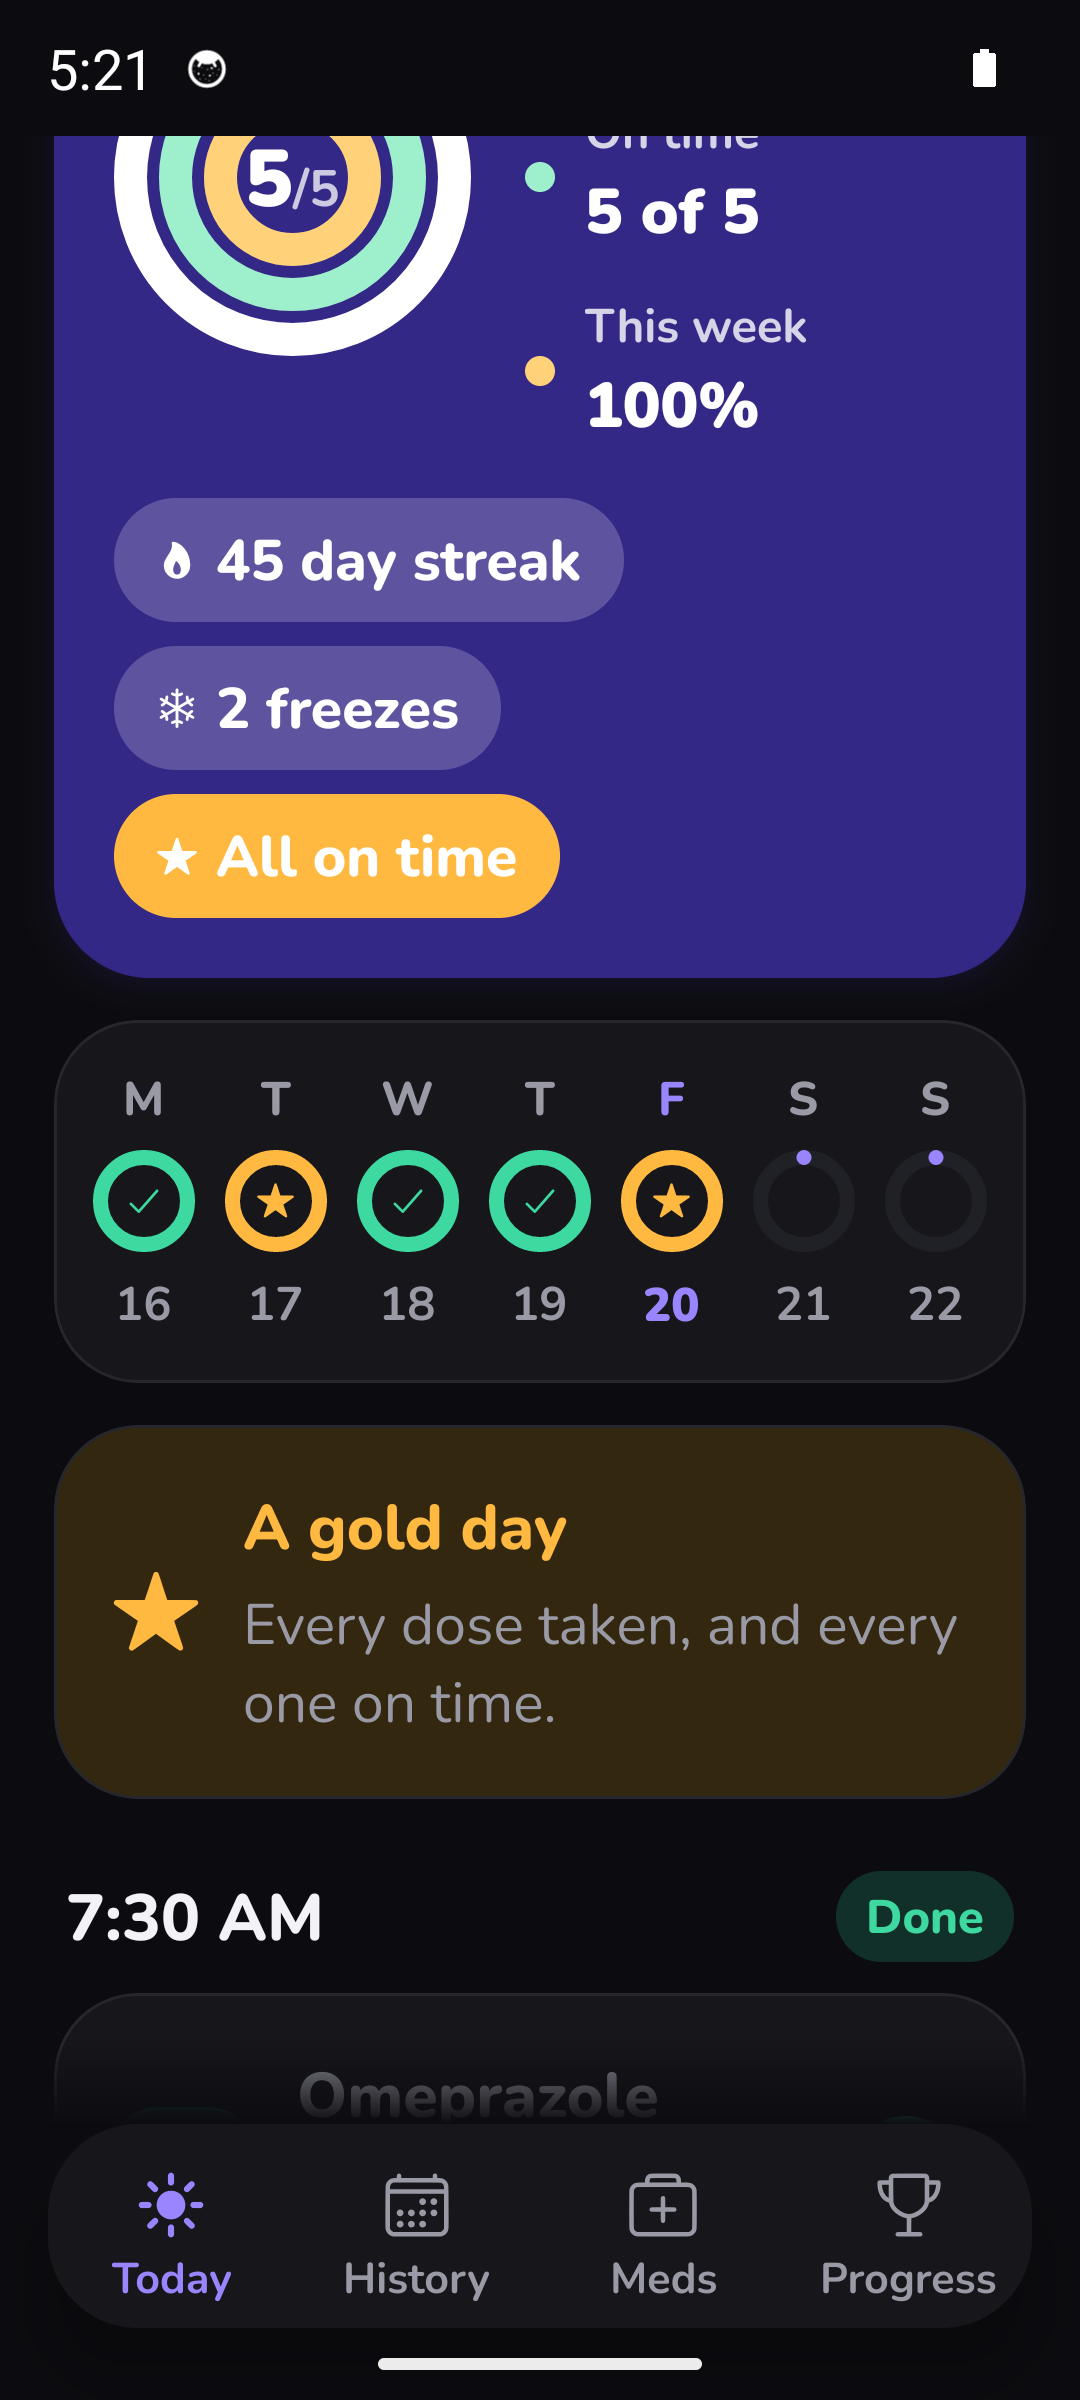 5:21
5/5
On time
5 of 5
This week
100%
45 day streak
2 freezes
All on time
M T W T F S S
16 17 18 19 20 21 22
A gold day
Every dose taken, and every
one on time.
7:30 AM
Done
Omeprazole
Today
History
Meds
Progress